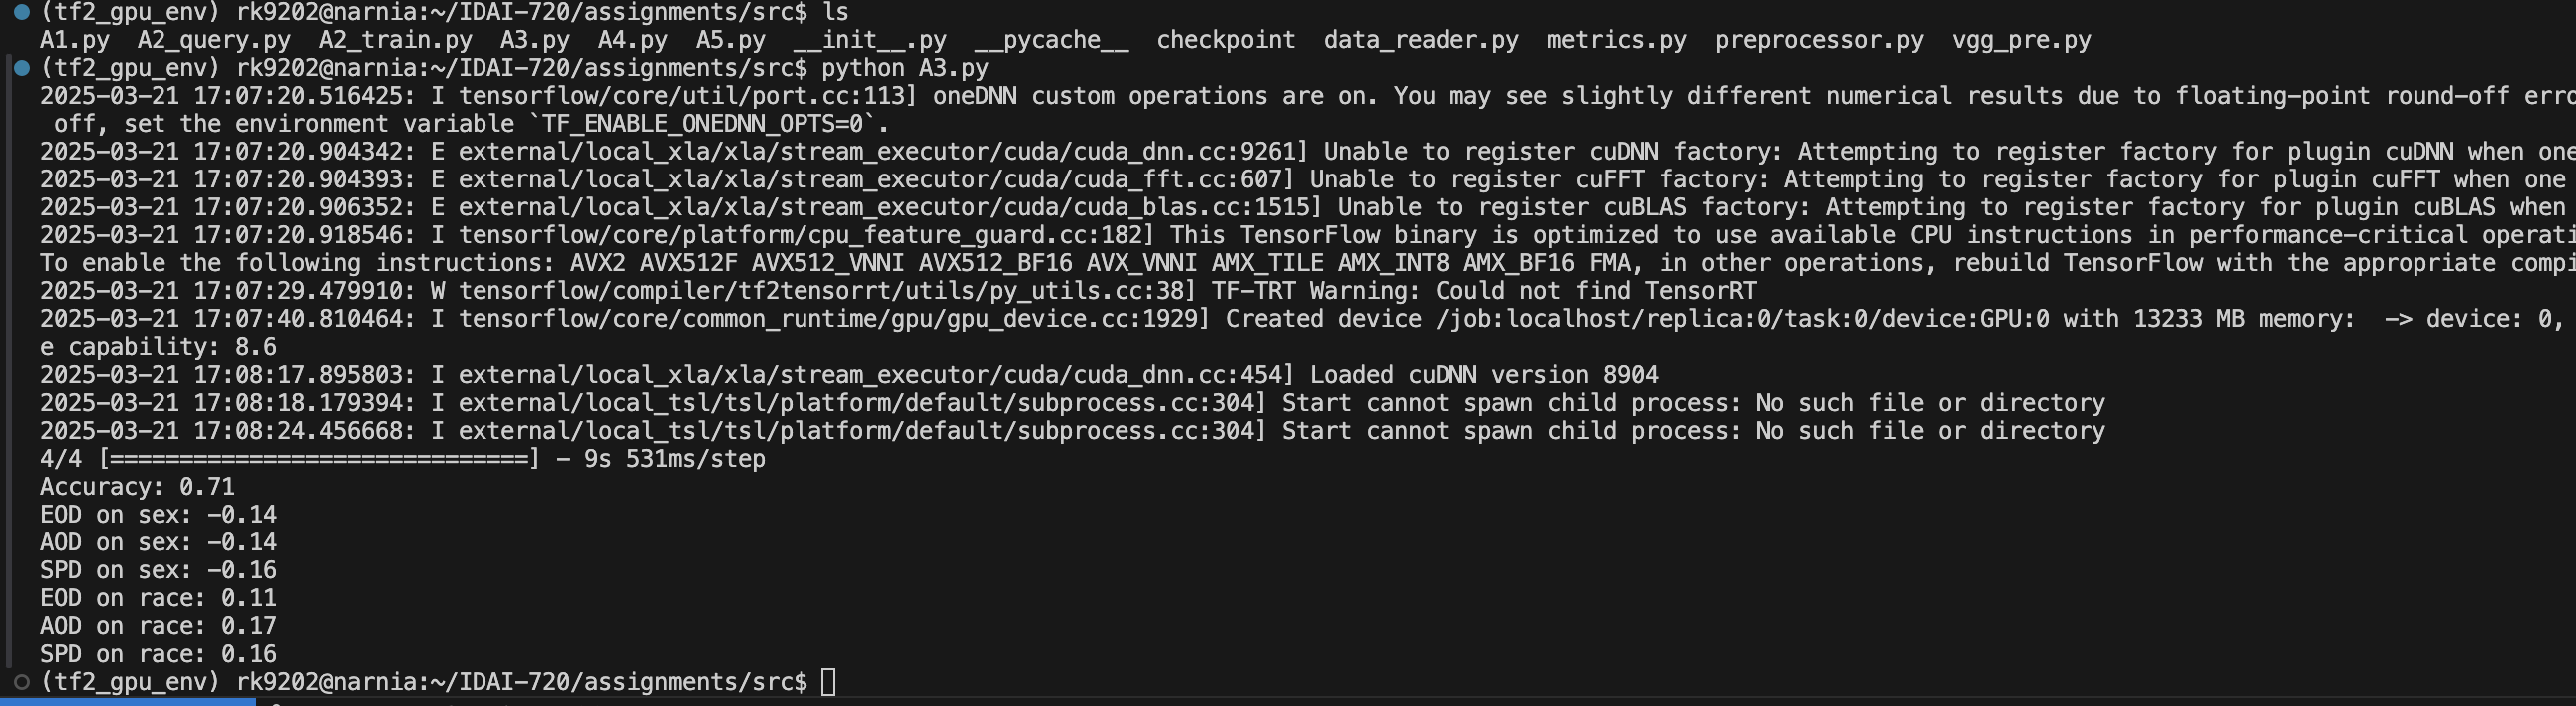 (tf2_gpu_env) rk9202@narnia:~/IDAI-720/assignments/src$ ls
A1.py  A2_query.py  A2_train.py  A3.py  A4.py  A5.py  __init__.py  __pycache__  checkpoint  data_reader.py  metrics.py  preprocessor.py  vgg_pre.py
(tf2_gpu_env) rk9202@narnia:~/IDAI-720/assignments/src$ python A3.py
2025-03-21 17:07:20.516425: I tensorflow/core/util/port.cc:113] oneDNN custom operations are on. You may see slightly different numerical results due to floating-point round-off erro
 off, set the environment variable `TF_ENABLE_ONEDNN_OPTS=0`.
2025-03-21 17:07:20.904342: E external/local_xla/xla/stream_executor/cuda/cuda_dnn.cc:9261] Unable to register cuDNN factory: Attempting to register factory for plugin cuDNN when one
2025-03-21 17:07:20.904393: E external/local_xla/xla/stream_executor/cuda/cuda_fft.cc:607] Unable to register cuFFT factory: Attempting to register factory for plugin cuFFT when one
2025-03-21 17:07:20.906352: E external/local_xla/xla/stream_executor/cuda/cuda_blas.cc:1515] Unable to register cuBLAS factory: Attempting to register factory for plugin cuBLAS when
2025-03-21 17:07:20.918546: I tensorflow/core/platform/cpu_feature_guard.cc:182] This TensorFlow binary is optimized to use available CPU instructions in performance-critical operati
To enable the following instructions: AVX2 AVX512F AVX512_VNNI AVX512_BF16 AVX_VNNI AMX_TILE AMX_INT8 AMX_BF16 FMA, in other operations, rebuild TensorFlow with the appropriate compi
2025-03-21 17:07:29.479910: W tensorflow/compiler/tf2tensorrt/utils/py_utils.cc:38] TF-TRT Warning: Could not find TensorRT
2025-03-21 17:07:40.810464: I tensorflow/core/common_runtime/gpu/gpu_device.cc:1929] Created device /job:localhost/replica:0/task:0/device:GPU:0 with 13233 MB memory:  -> device: 0,
e capability: 8.6
2025-03-21 17:08:17.895803: I external/local_xla/xla/stream_executor/cuda/cuda_dnn.cc:454] Loaded cuDNN version 8904
2025-03-21 17:08:18.179394: I external/local_tsl/tsl/platform/default/subprocess.cc:304] Start cannot spawn child process: No such file or directory
2025-03-21 17:08:24.456668: I external/local_tsl/tsl/platform/default/subprocess.cc:304] Start cannot spawn child process: No such file or directory
4/4 [==============================] - 9s 531ms/step
Accuracy: 0.71
EOD on sex: -0.14
AOD on sex: -0.14
SPD on sex: -0.16
EOD on race: 0.11
AOD on race: 0.17
SPD on race: 0.16
(tf2_gpu_env) rk9202@narnia:~/IDAI-720/assignments/src$